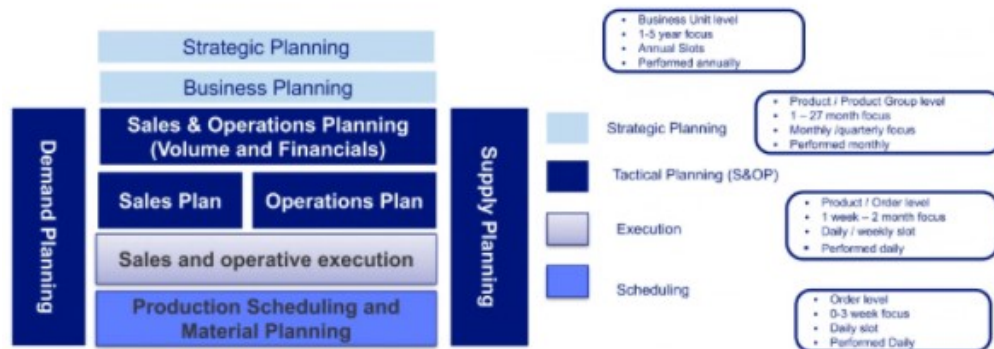 Strategic Planning
Business Planning
Sales & Operations Planning
(Volume and Financials)
Sales Plan
Operations Plan
Sales and operative execution
Production Scheduling and
Material Planning
Demand Planning
Supply Planning
Strategic Planning
Tactical Planning (S&OP)
Execution
Scheduling
• Business Unit level
• 1-5 year focus
• Annual Slots
• Performed annually
• Product / Product Group level
• 1 – 27 month focus
• Monthly /quarterly focus
• Performed monthly
• Product / Order level
• 1 week – 2 month focus
• Daily / weekly slot
• Performed daily
• Order level
• 0-3 week focus
• Daily slot
• Performed Daily